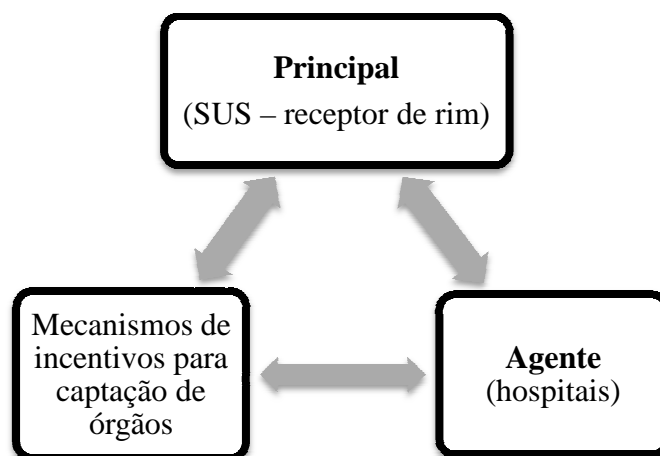 Principal
(SUS – receptor de rim)
Mecanismos de
incentivos para
captação de
órgãos
Agente
(hospitais)